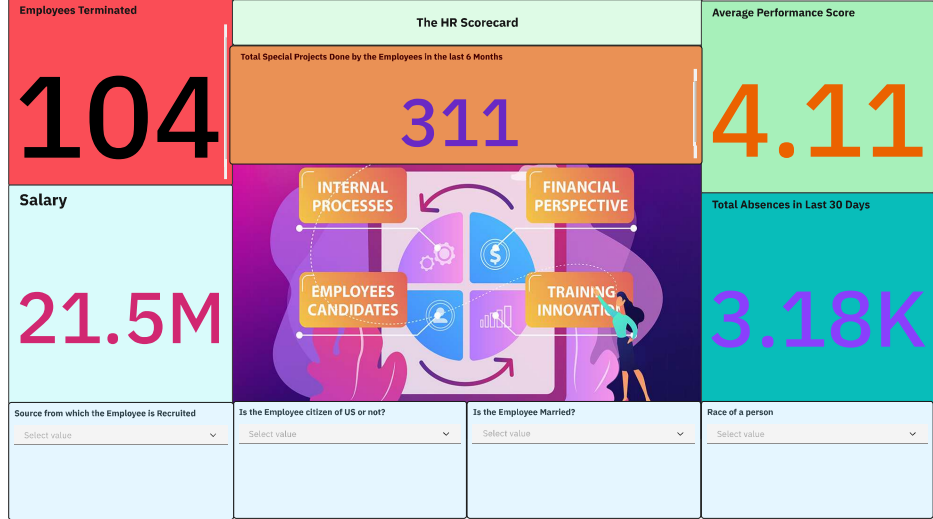 Employees Terminated
104
The HR Scorecard
Total Special Projects Done by the Employees in the last 6 Months
311
Average Performance Score
4.11
Salary
21.5M
INTERNAL
PROCESSES
FINANCIAL
PERSPECTIVE
EMPLOYEES
CANDIDATES
TRAINING
INNOVATION
Total Absences in Last 30 Days
3.18K
Source from which the Employee is Recruited
Select value
Is the Employee citizen of US or not?
Select value
Is the Employee Married?
Select value
Race of a person
Select value